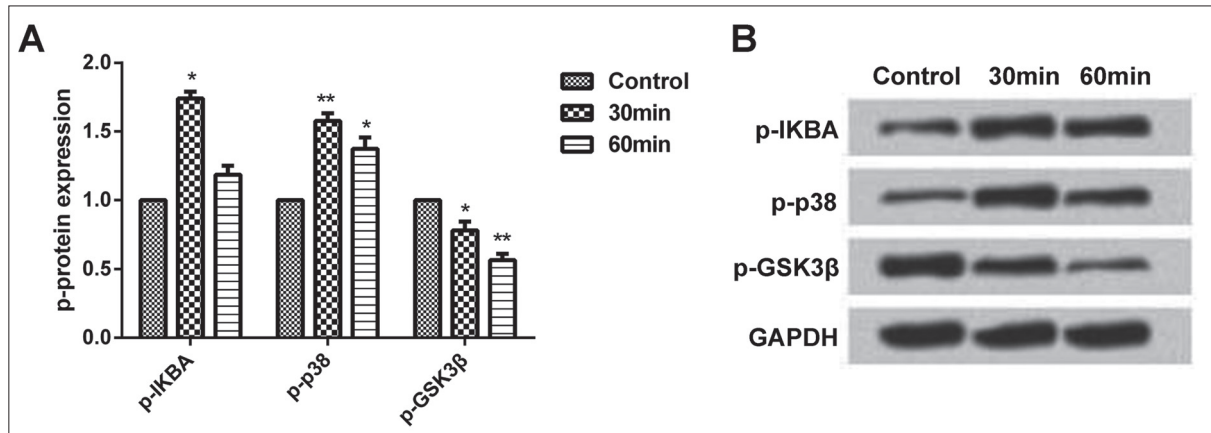 A
p-protein expression
2.0
1.5
1.0
0.5
0.0
*
**
*
*
**
p-IKBA
p-p38
p-GSK3β
Control
30min
60min
B
Control 30min 60min
p-IKBA
p-p38
p-GSK3β
GAPDH